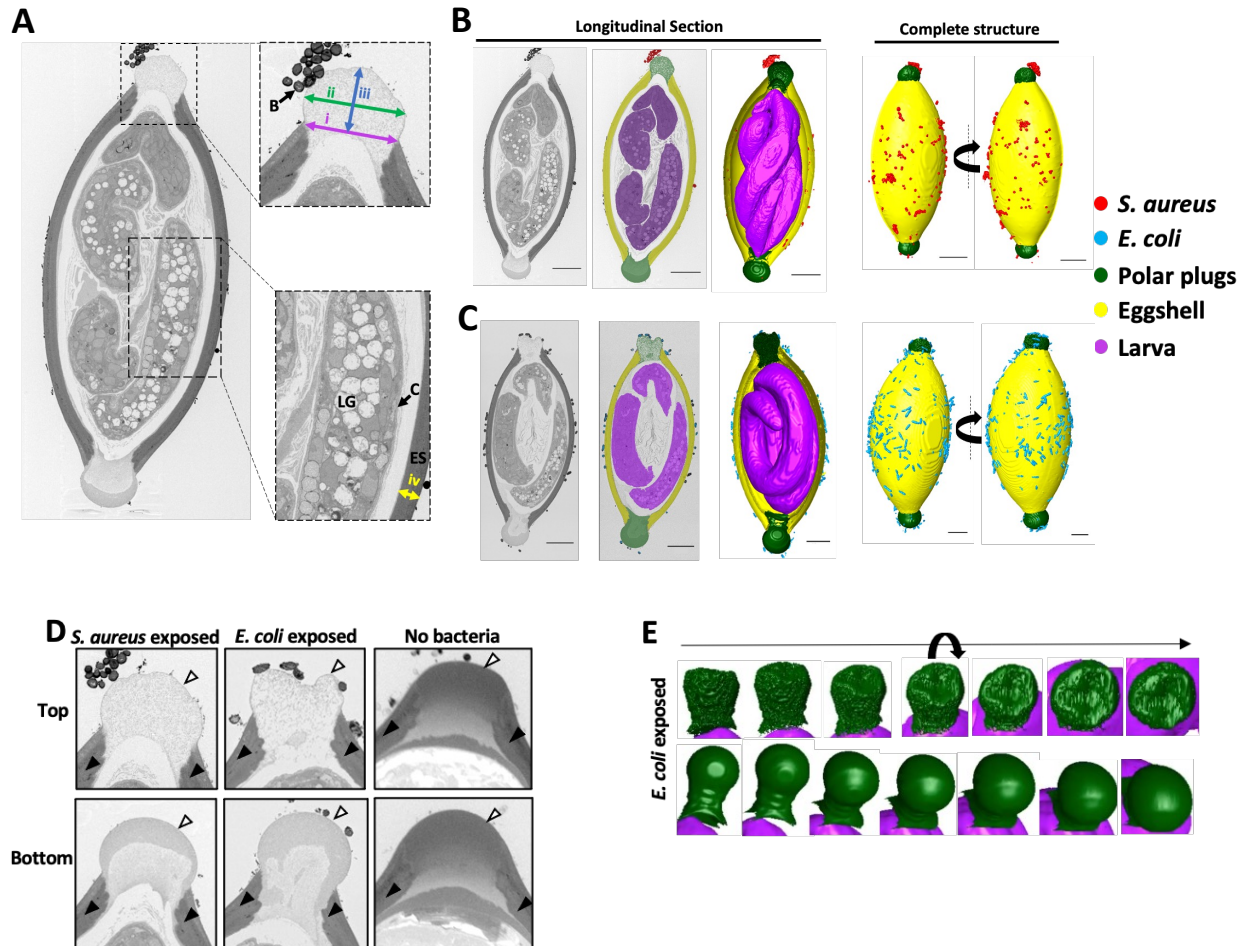 A
B
ii
iii
i
LG
C
ES
iv
B
Longitudinal Section
Complete structure
C
S. aureus
E. coli
Polar plugs
Eggshell
Larva
D
S. aureus exposed
E. coli exposed
No bacteria
Top
Bottom
E
E. coli exposed